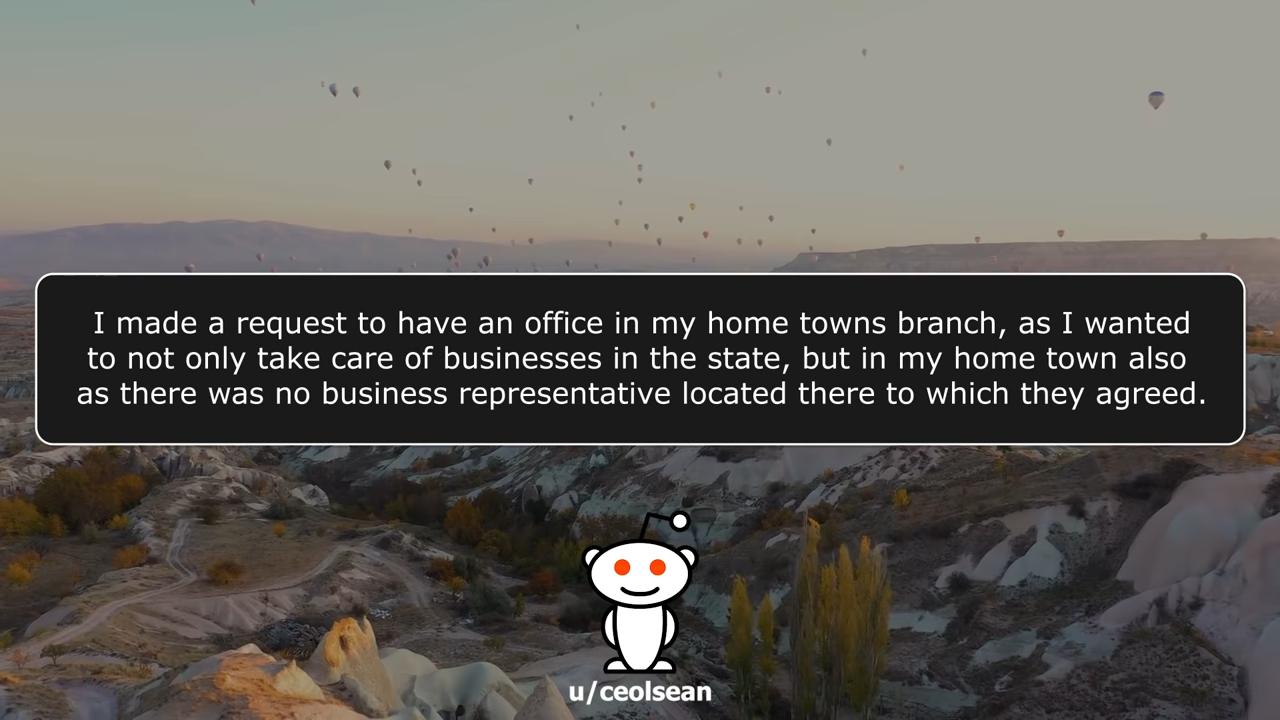 I made a request to have an office in my home towns branch, as I wanted
to not only take care of businesses in the state, but in my home town also
as there was no business representative located there to which they agreed.
u/ceolsean